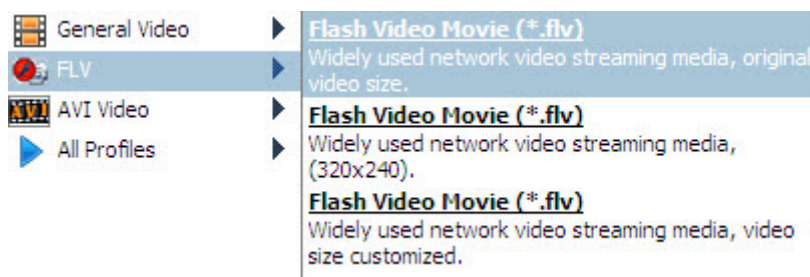 General Video
FLV
AVI Video
All Profiles
Flash Video Movie (*.flv)
Widely used network video streaming media, original
video size.
Flash Video Movie (*.flv)
Widely used network video streaming media,
(320x240).
Flash Video Movie (*.flv)
Widely used network video streaming media, video
size customized.